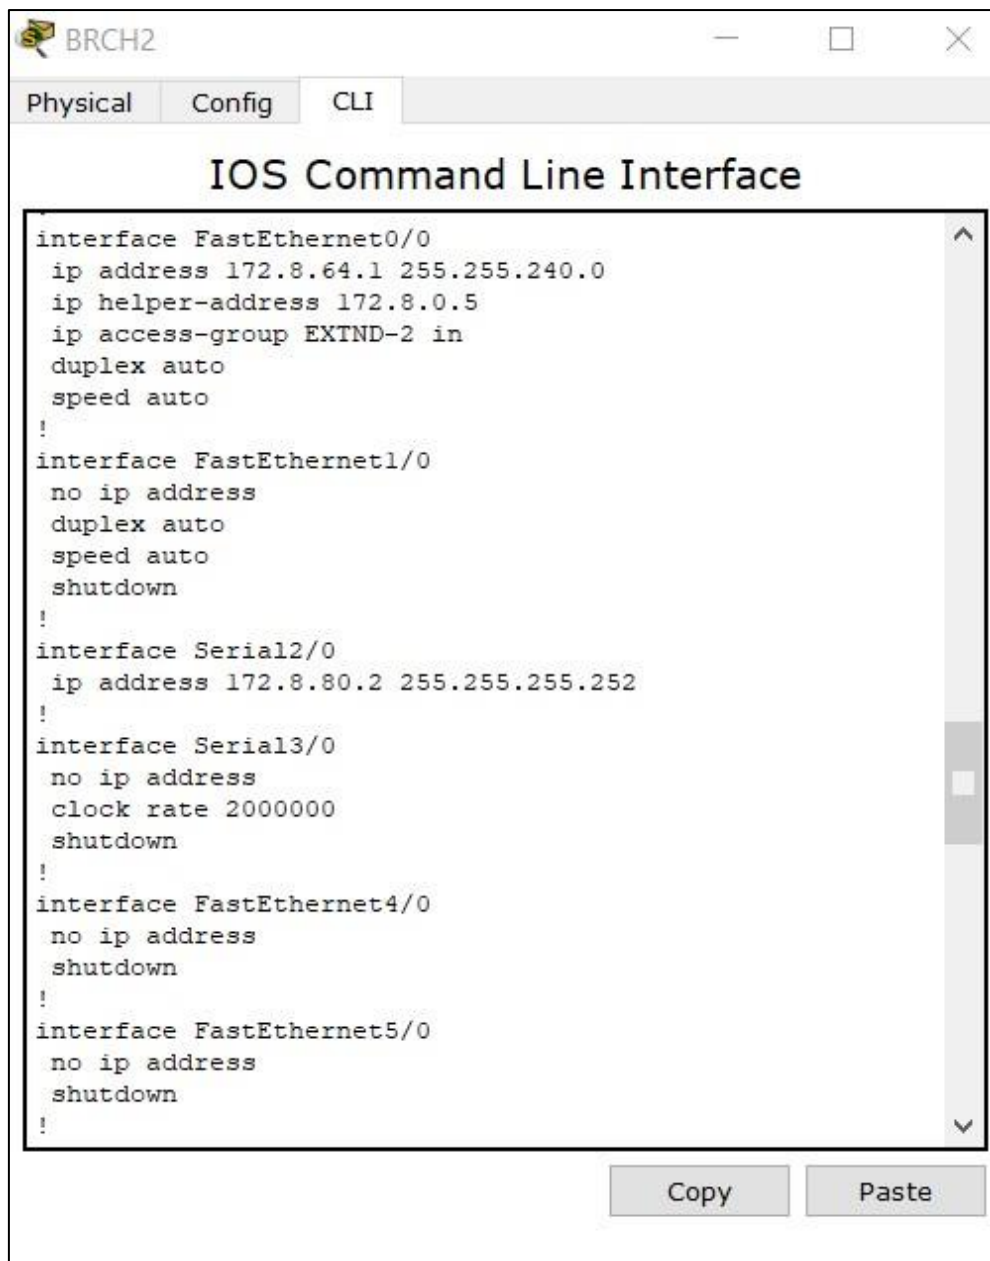 BRCH2
Physical Config CLI
IOS Command Line Interface
!
interface FastEthernet0/0
ip address 172.8.64.1 255.255.240.0
ip helper-address 172.8.0.5
ip access-group EXTND-2 in
duplex auto
speed auto
!
interface FastEthernet1/0
no ip address
duplex auto
speed auto
shutdown
!
interface Serial2/0
ip address 172.8.80.2 255.255.255.252
!
interface Serial3/0
no ip address
clock rate 2000000
shutdown
!
interface FastEthernet4/0
no ip address
shutdown
!
interface FastEthernet5/0
no ip address
shutdown
!
Copy Paste